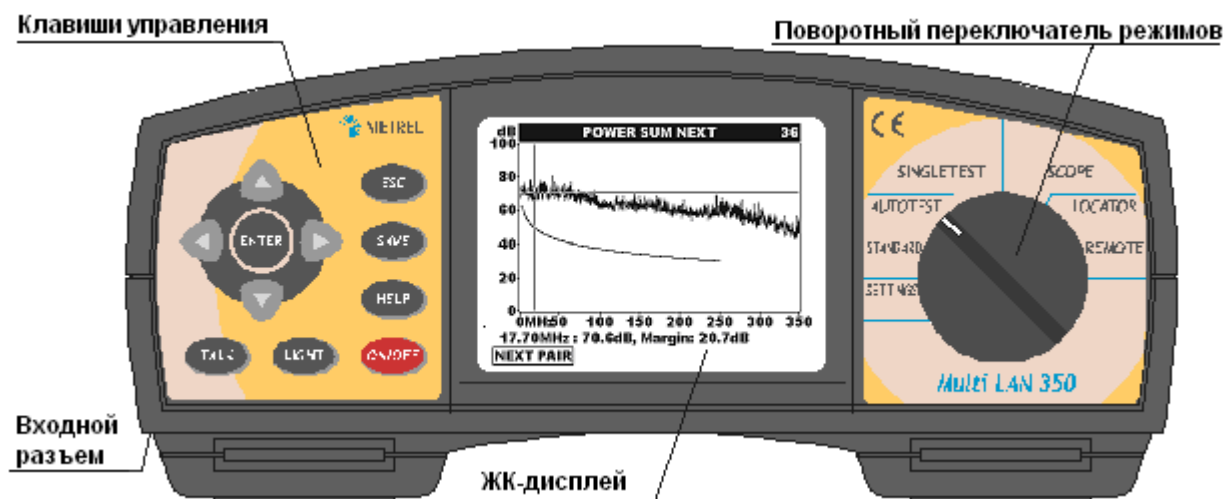 Клавиши управления
Поворотный переключатель режимов
METREL
ESC
ENTER
SAVE
HELP
TALK
LIGHT
ON/OFF
dB
POWER SUM NEXT 36
100
80
60
40
20
0
0MHz50 100 150 200 250 300 350
17.70MHz : 70.6dB, Margin: 20.7dB
NEXT PAIR
CE
SINGLETEST
SCOPE
AUTOTEST
LOCATOR
STANDARD
REMOTE
SETTINGS
Multi LAN 350
Входной
разъем
ЖК-дисплей